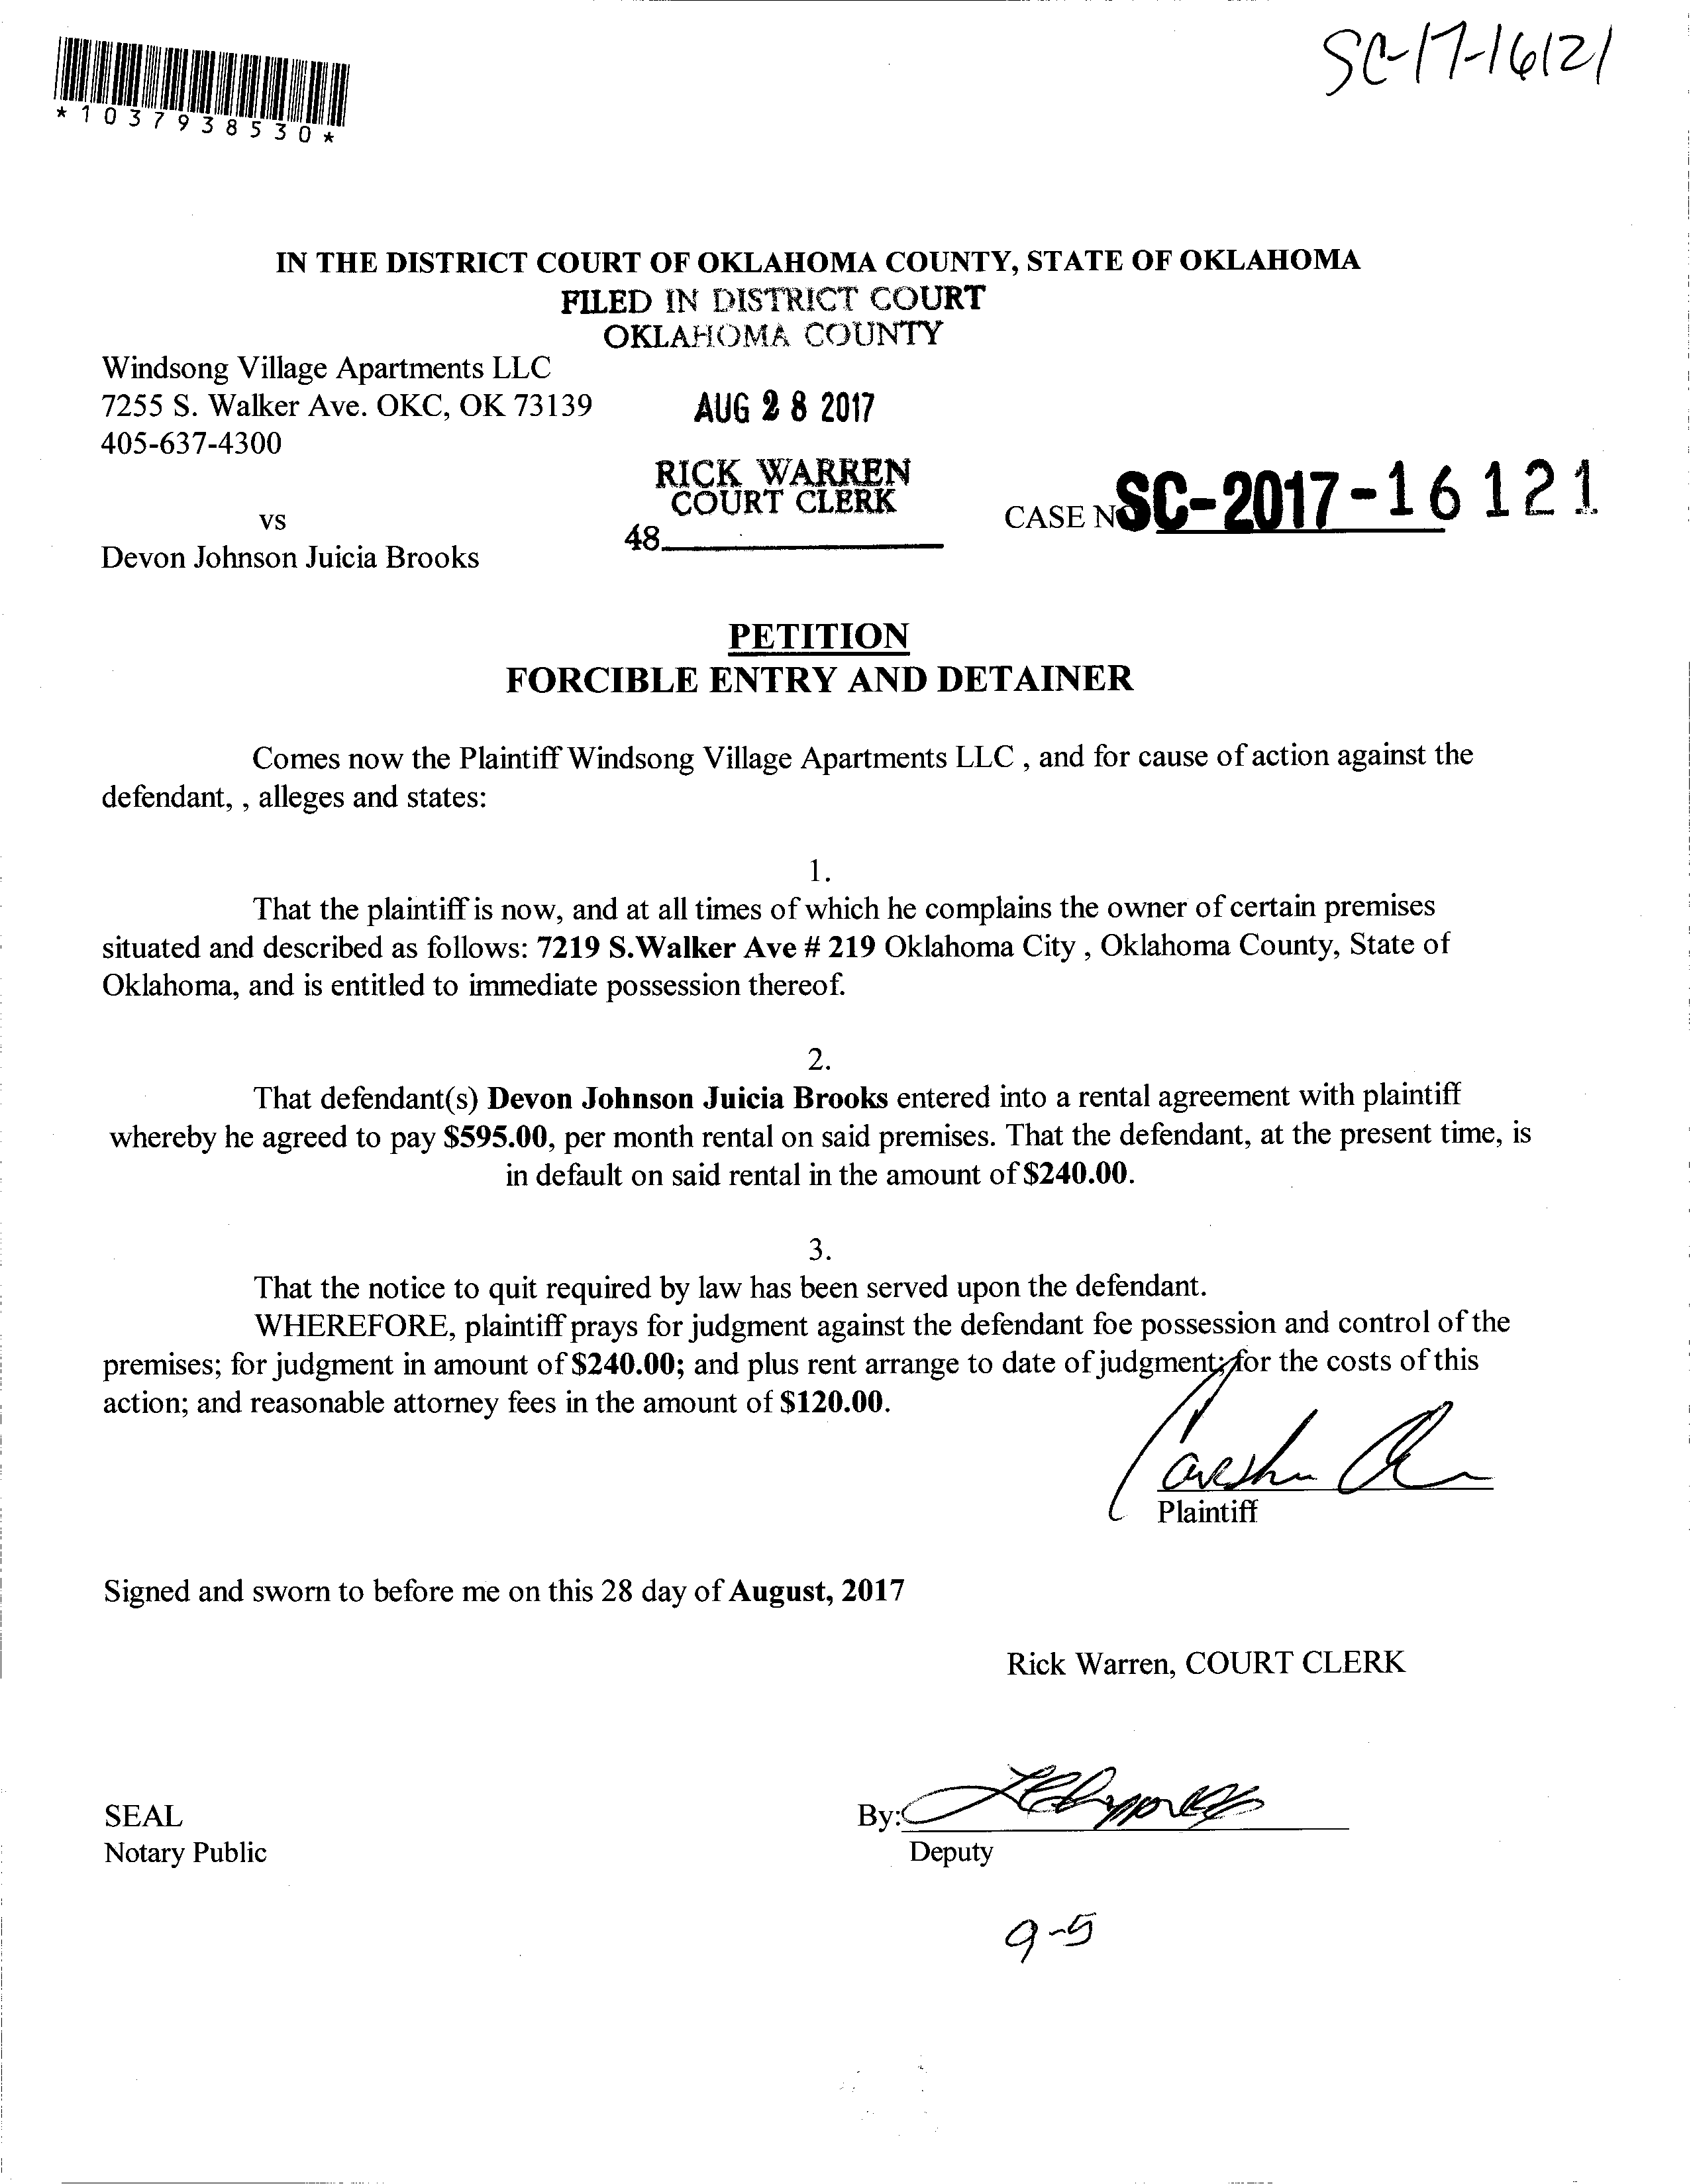 SC-17-16121
*1037938530*
IN THE DISTRICT COURT OF OKLAHOMA COUNTY, STATE OF OKLAHOMA
FILED IN DISTRICT COURT
OKLAHOMA COUNTY
Windsong Village Apartments LLC
7255 S. Walker Ave. OKC, OK 73139
AUG 28 2017
405-637-4300
RICK WARREN
COURT CLERK
CASE N SC-2017-16121
vs
48
Devon Johnson Juicia Brooks
PETITION
FORCIBLE ENTRY AND DETAINER
Comes now the Plaintiff Windsong Village Apartments LLC , and for cause of action against the
defendant, , alleges and states:
1.
That the plaintiff is now, and at all times of which he complains the owner of certain premises
situated and described as follows: 7219 S.Walker Ave # 219 Oklahoma City , Oklahoma County, State of
Oklahoma, and is entitled to immediate possession thereof.
2.
That defendant(s) Devon Johnson Juicia Brooks entered into a rental agreement with plaintiff
whereby he agreed to pay $595.00, per month rental on said premises. That the defendant, at the present time, is
in default on said rental in the amount of $240.00.
3.
That the notice to quit required by law has been served upon the defendant.
WHEREFORE, plaintiff prays for judgment against the defendant foe possession and control of the
premises; for judgment in amount of $240.00; and plus rent arrange to date of judgment; for the costs of this
action; and reasonable attorney fees in the amount of $120.00.
Plaintiff
Signed and sworn to before me on this 28 day of August, 2017
Rick Warren, COURT CLERK
SEAL
By:
Notary Public
Deputy
9-5